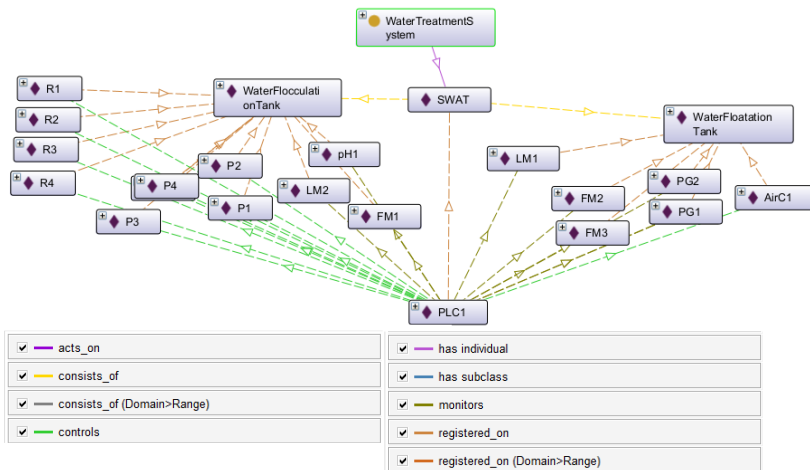 WaterTreatmentS
ystem
R1
WaterFlocculati
onTank
SWAT
R2
WaterFloatation
Tank
R3
pH1
LM1
P2
R4
P4
LM2
PG2
FM2
AirC1
P3
P1
FM1
PG1
FM3
PLC1
acts_on
consists_of
consists_of (Domain>Range)
controls
has individual
has subclass
monitors
registered_on
registered_on (Domain>Range)